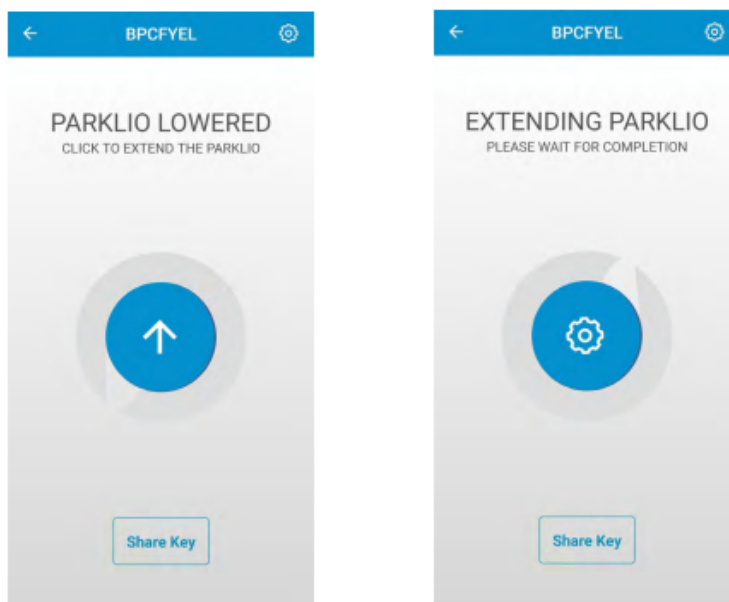 BPCFYEL
PARKLIO LOWERED
CLICK TO EXTEND THE PARKLIO
Share Key
BPCFYEL
EXTENDING PARKLIO
PLEASE WAIT FOR COMPLETION
Share Key